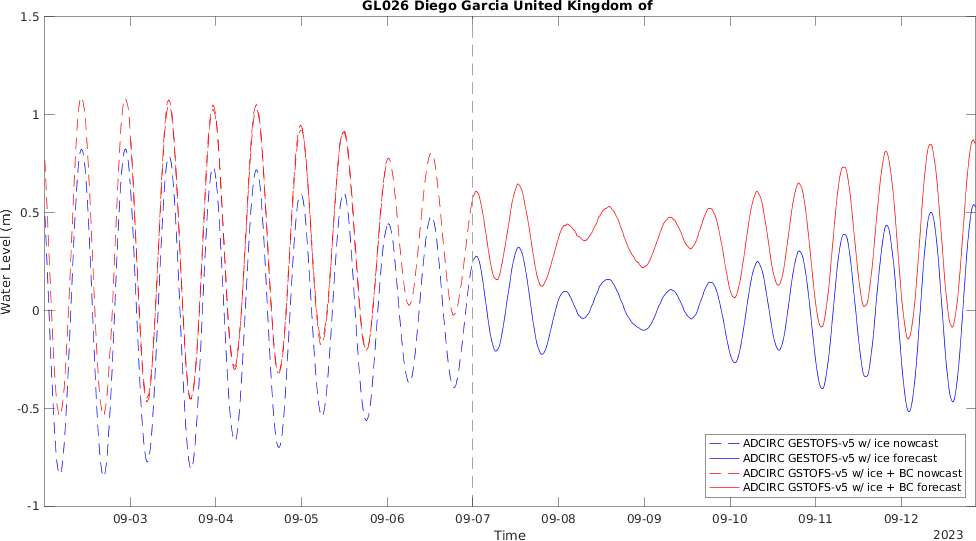 GL026 Diego Garcia United Kingdom of
1.5
1
0.5
0
-0.5
-1
Water Level (m)
09-03 09-04 09-05 09-06 09-07 09-08 09-09 09-10 09-11 09-12
Time
2023
ADCIRC GESTOFS-v5 w/ ice nowcast
ADCIRC GESTOFS-v5 w/ ice forecast
ADCIRC GSTOFS-v5 w/ ice + BC nowcast
ADCIRC GSTOFS-v5 w/ ice + BC forecast